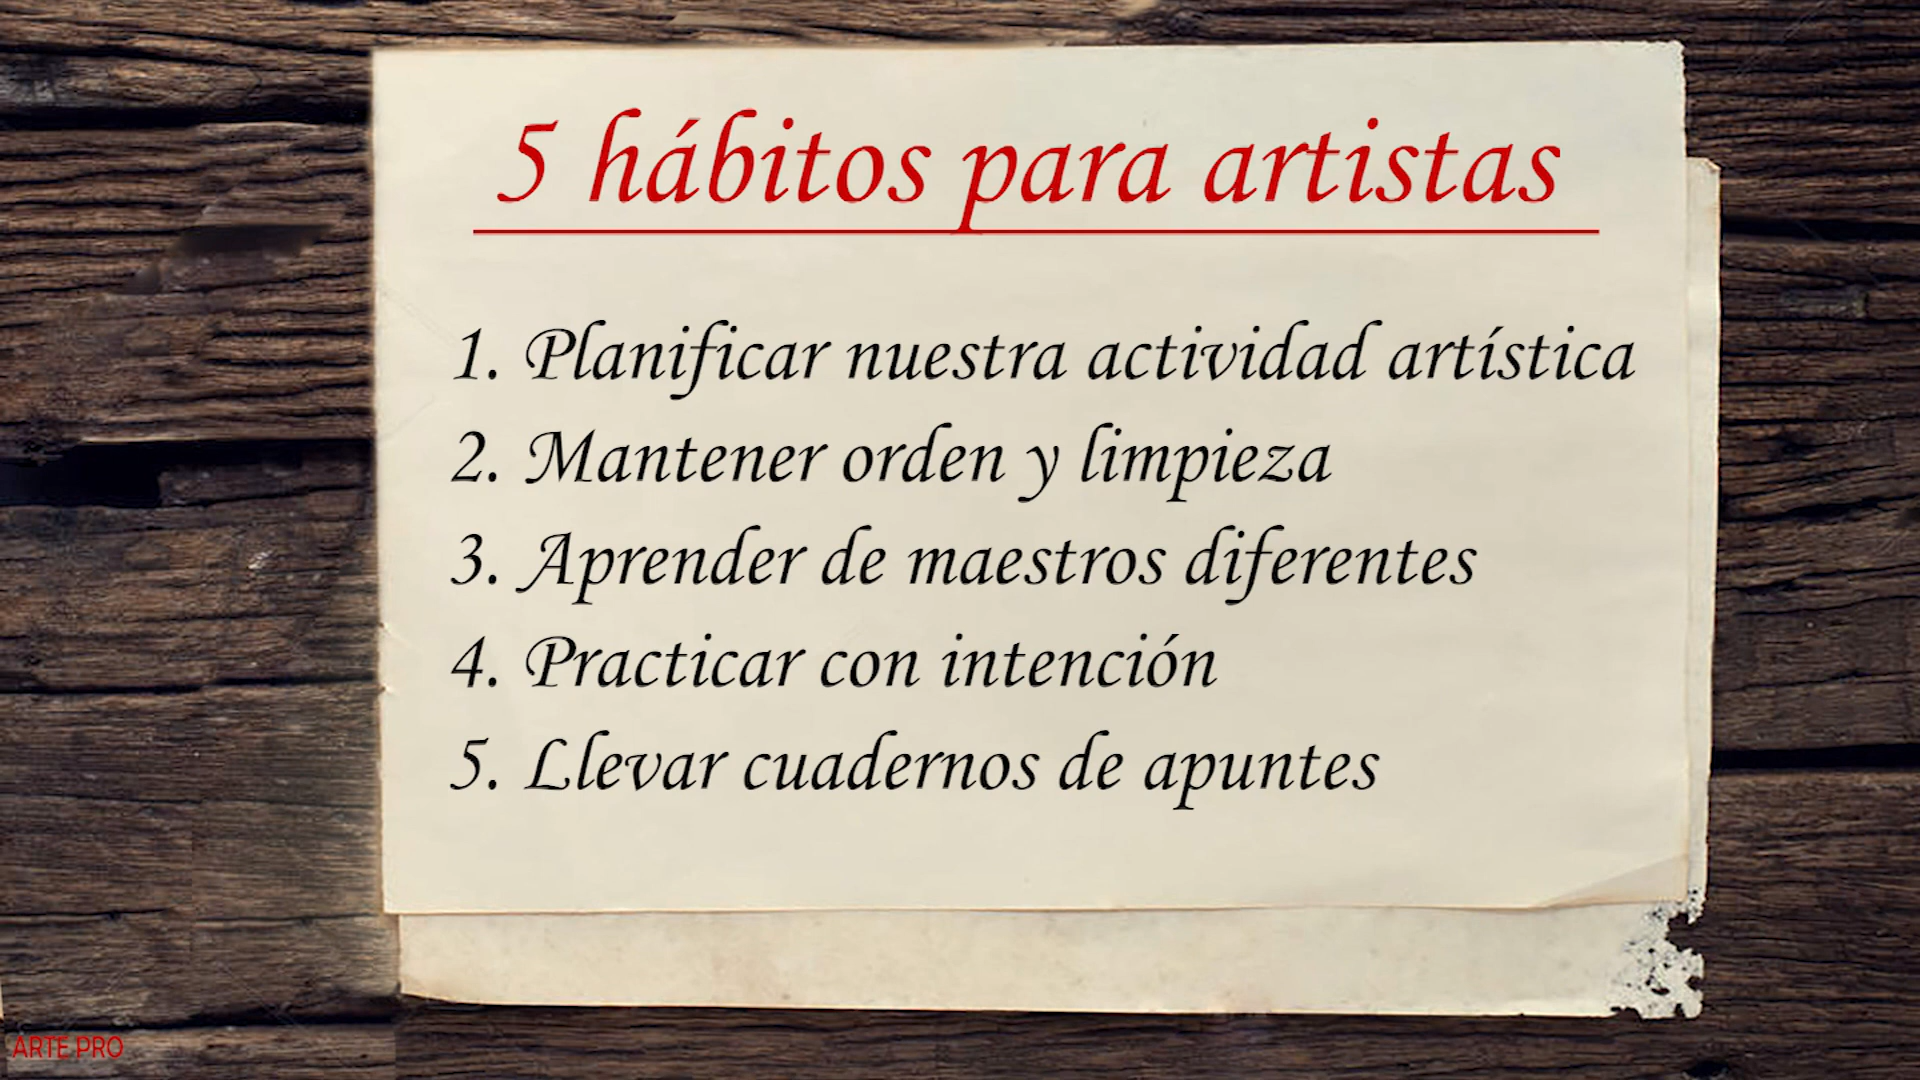 5 hábitos para artistas
1. Planificar nuestra actividad artística
2. Mantener orden y limpieza
3. Aprender de maestros diferentes
4. Practicar con intención
5. Llevar cuadernos de apuntes
ARTE PRO